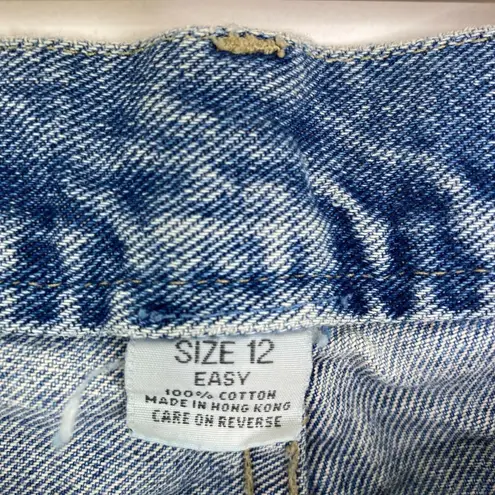 SIZE 12
EASY
100% COTTON
MADE IN HONG KONG
CARE ON REVERSE